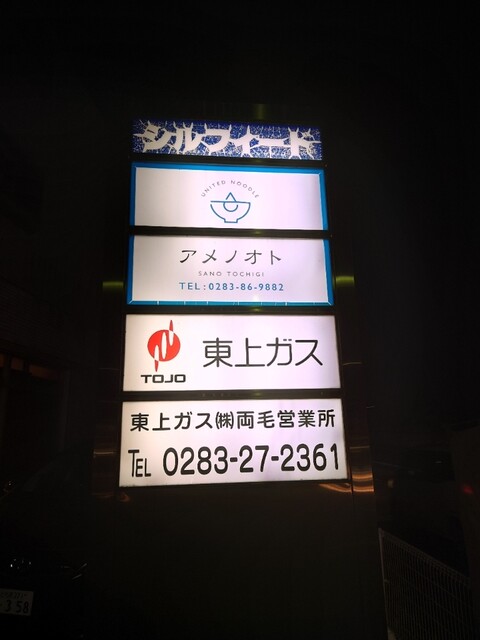 シルフィード
UNITED NOODLE
アメノオト
SANO TOCHIGI
TEL:0283-86-9882
TOJO
東上ガス
東上ガス㈱両毛営業所
TEL 0283-27-2361
358